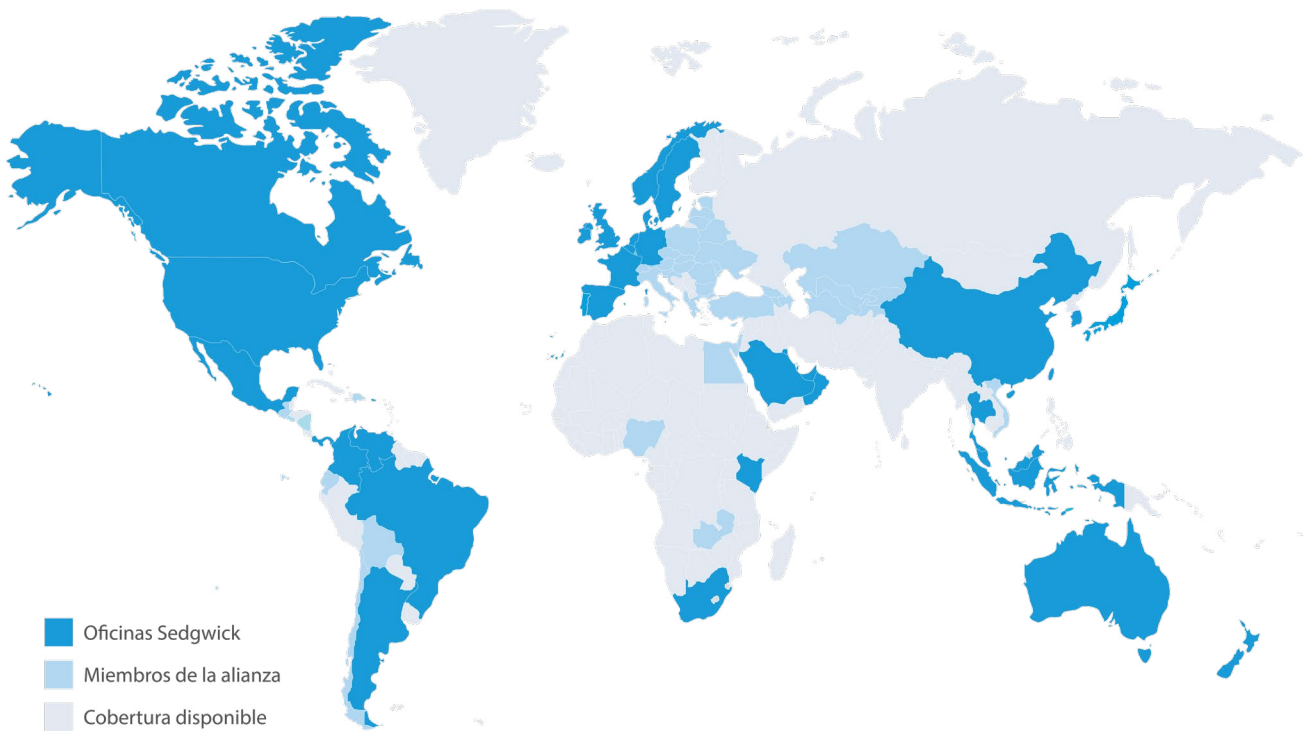 Oficinas Sedgwick
Miembros de la alianza
Cobertura disponible